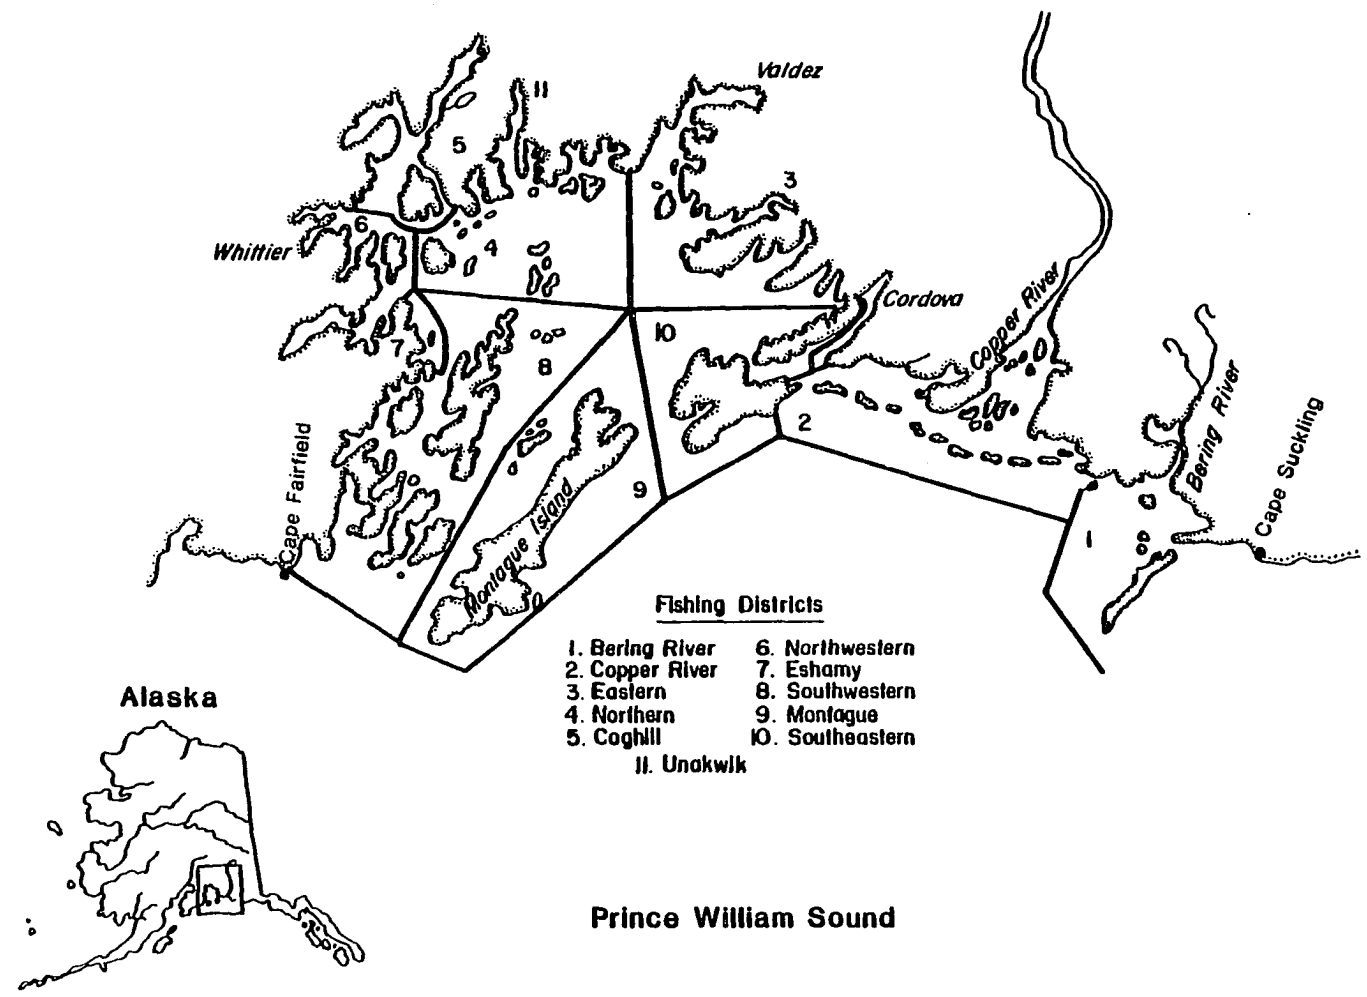 11
Valdez
5
3
6
Whittier
4
Cordova
Copper River
10
7
8
Bering River
2
Cape Fairfield
Cape Suckling
9
Montague Island
1
Fishing Districts
1. Bering River 6. Northwestern
2. Copper River 7. Eshamy
3. Eastern 8. Southwestern
4. Northern 9. Montague
5. Coghill 10. Southeastern
11. Unakwik
Alaska
Prince William Sound